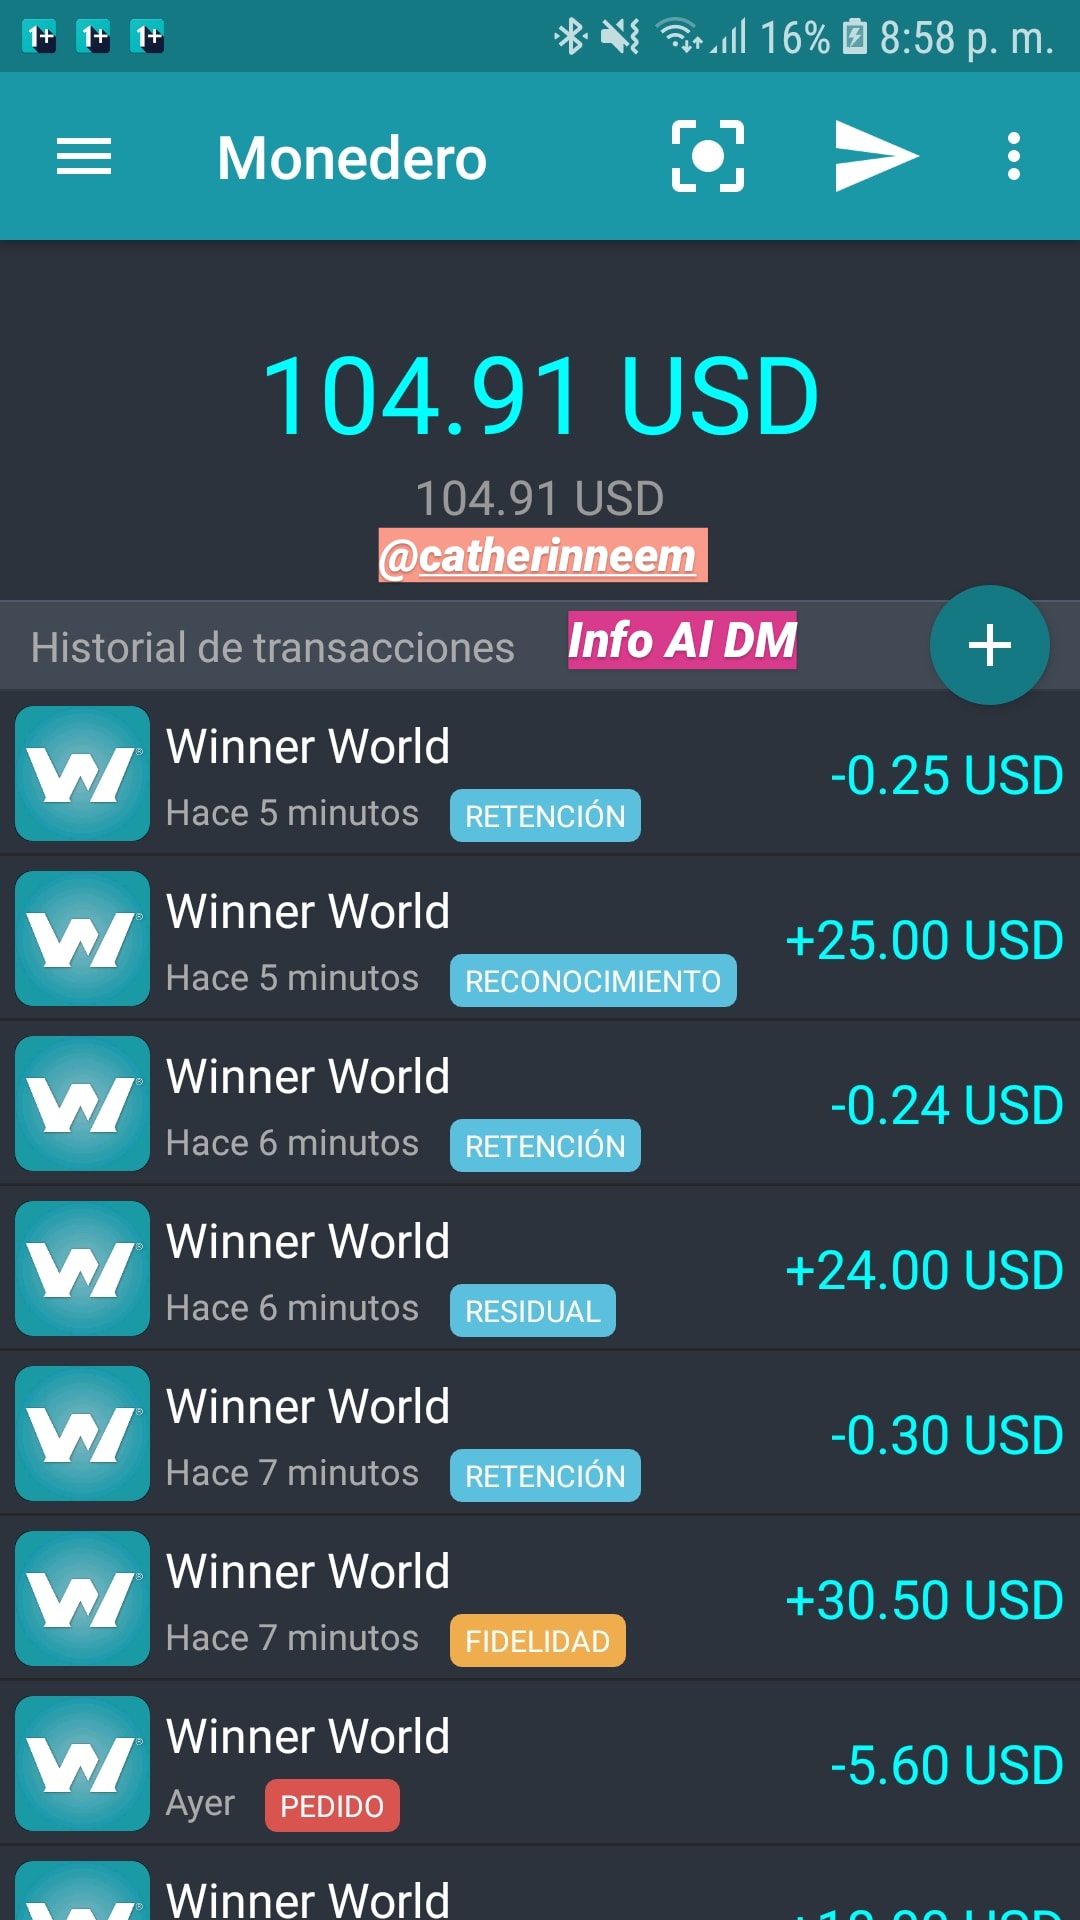 1+ 1+ 1+ 16% 8:58 p. m.
Monedero
104.91 USD
104.91 USD
@catherinneem
Historial de transacciones Info Al DM
Winner World
-0.25 USD
Hace 5 minutos RETENCIÓN
Winner World
+25.00 USD
Hace 5 minutos RECONOCIMIENTO
Winner World
-0.24 USD
Hace 6 minutos RETENCIÓN
Winner World
+24.00 USD
Hace 6 minutos RESIDUAL
Winner World
-0.30 USD
Hace 7 minutos RETENCIÓN
Winner World
+30.50 USD
Hace 7 minutos FIDELIDAD
Winner World
-5.60 USD
Ayer PEDIDO
Winner World